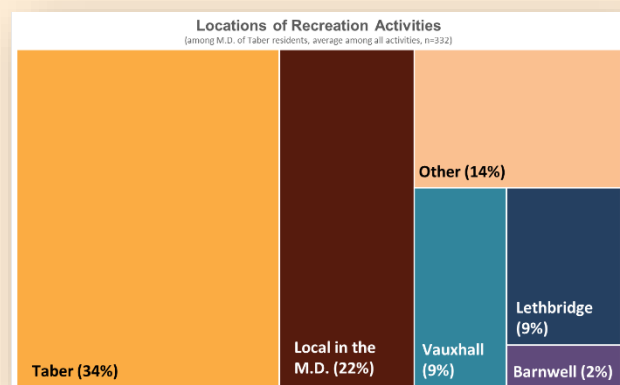 Locations of Recreation Activities
(among M.D. of Taber residents, average among all activities, n=332)
Other (14%)
Taber (34%)
Local in the
M.D. (22%)
Vauxhall
(9%)
Lethbridge
(9%)
Barnwell (2%)